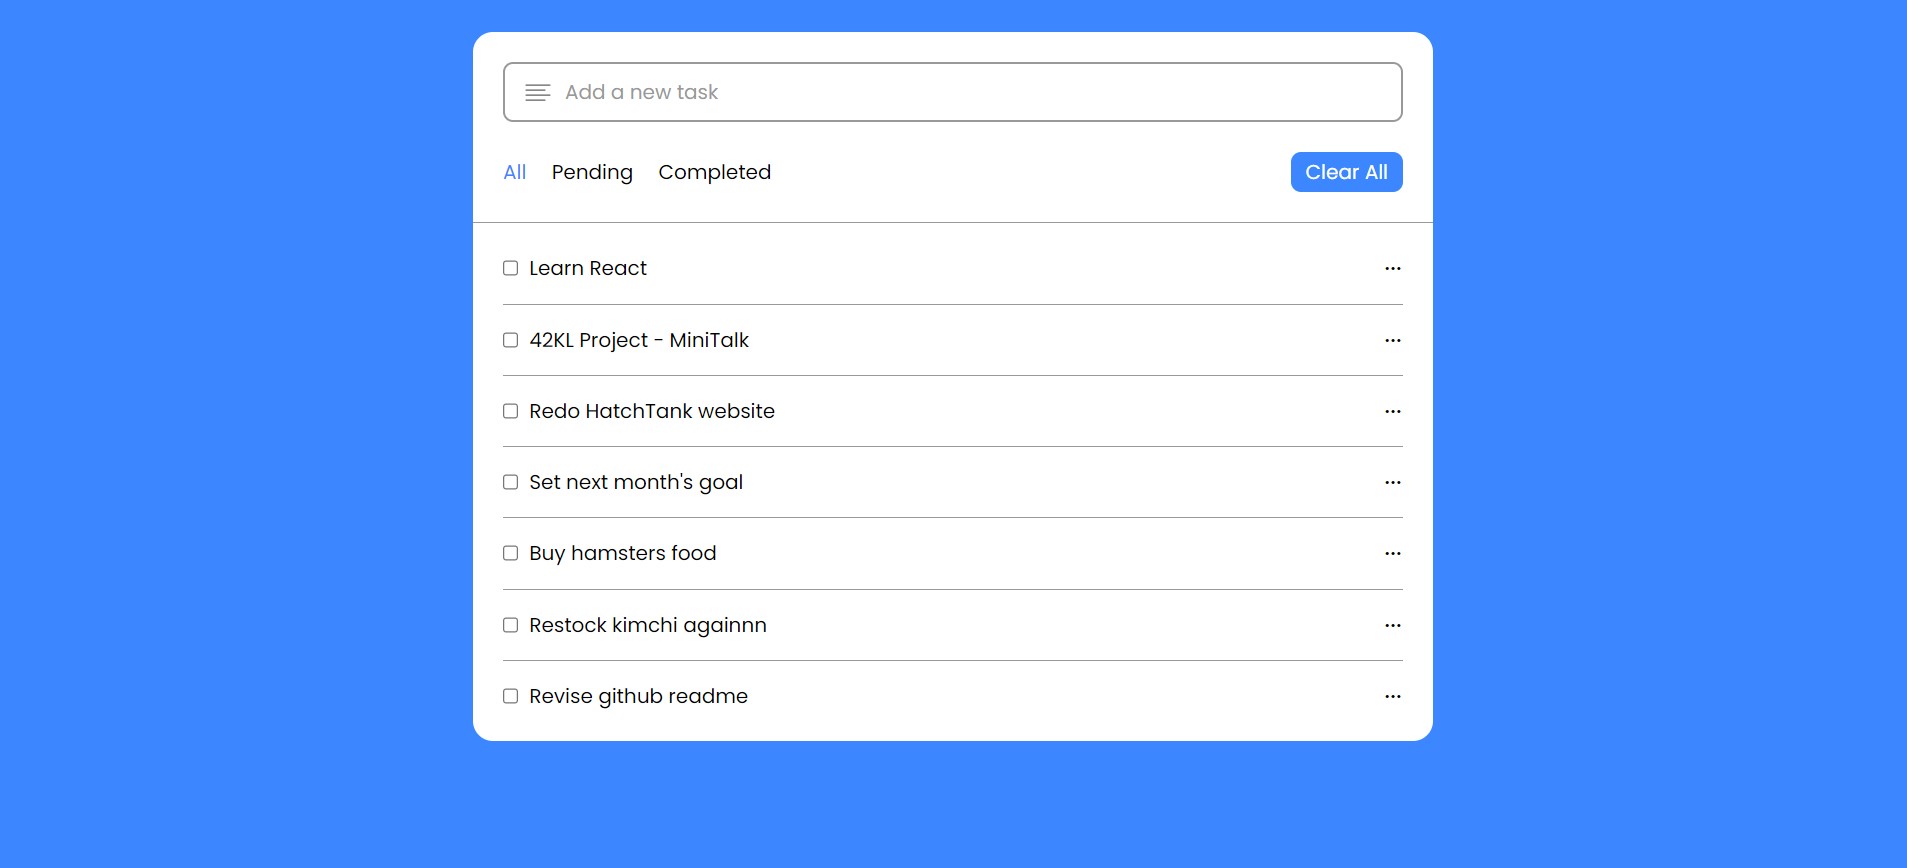 Add a new task
All Pending Completed Clear All
Learn React
42KL Project - MiniTalk
Redo HatchTank website
Set next month's goal
Buy hamsters food
Restock kimchi againnn
Revise github readme